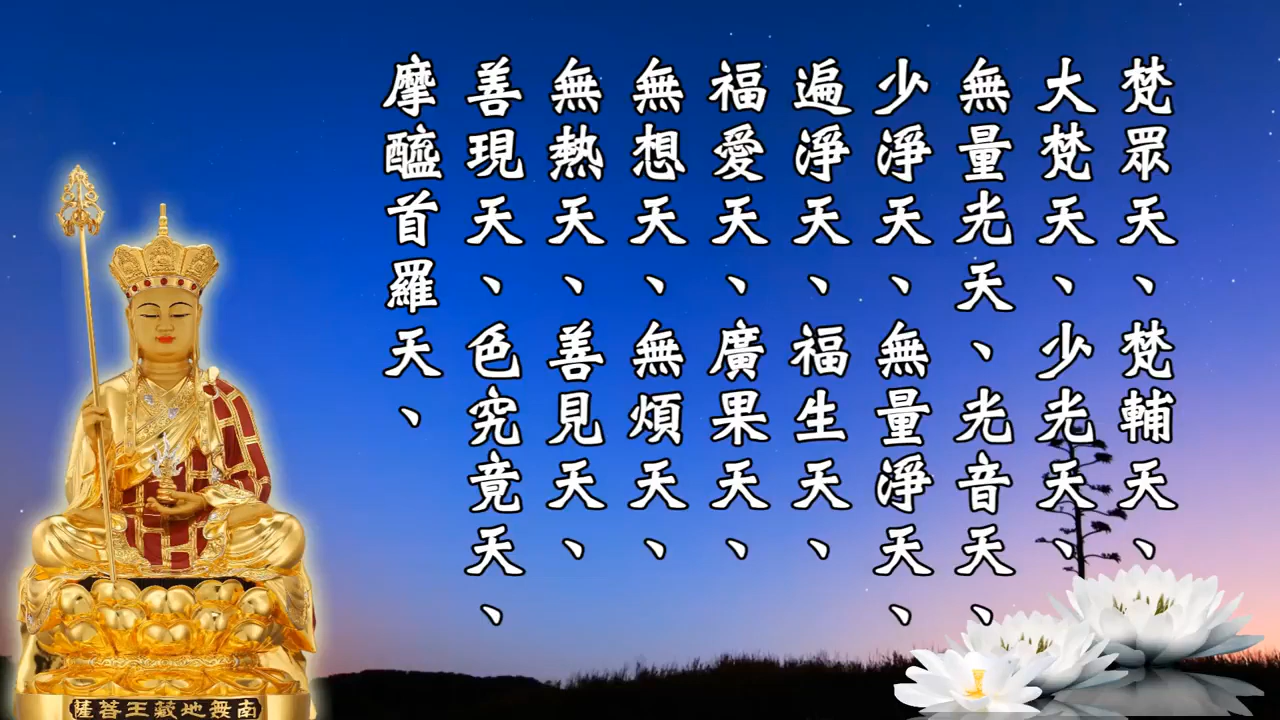 梵眾天、梵輔天、
大梵天、少光天、
無量光天、光音天、
少淨天、無量淨天、
遍淨天、福生天、
福愛天、廣果天、
無想天、無煩天、
無熱天、善見天、
善現天、色究竟天、
摩醯首羅天、
南無地藏王菩薩